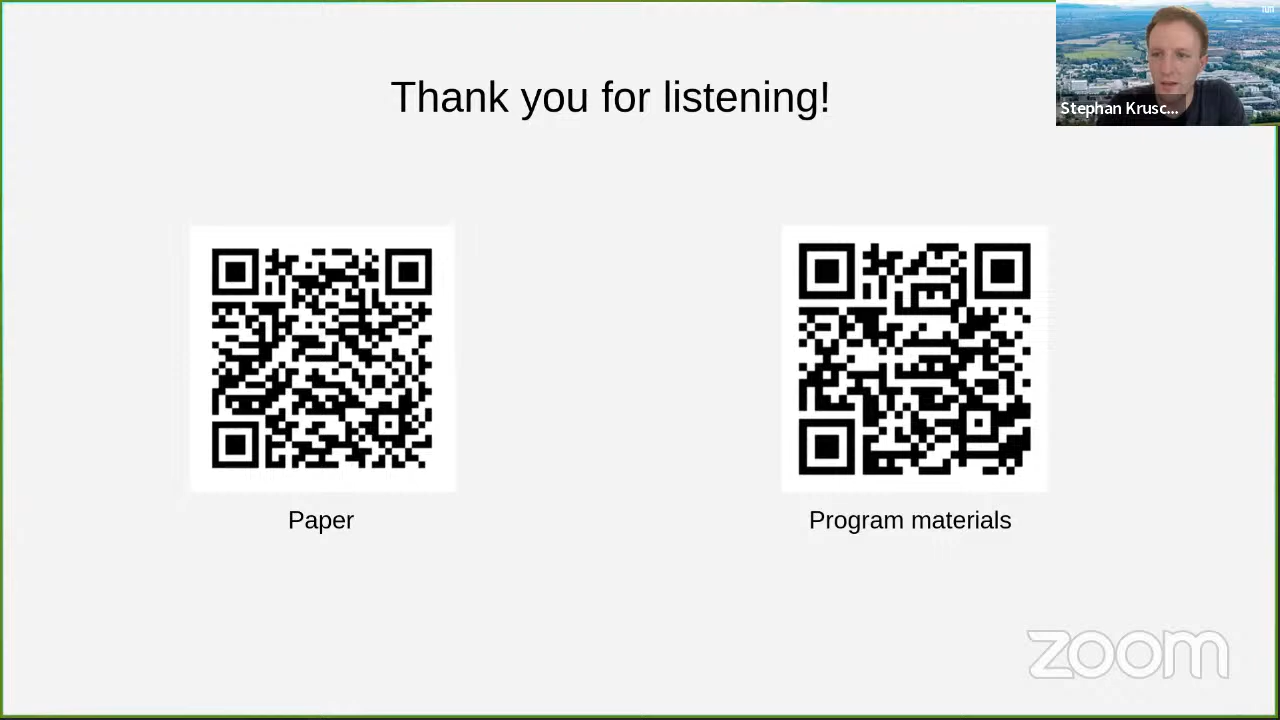 Thank you for listening!
Stephan Krusc...
Paper
Program materials
zoom